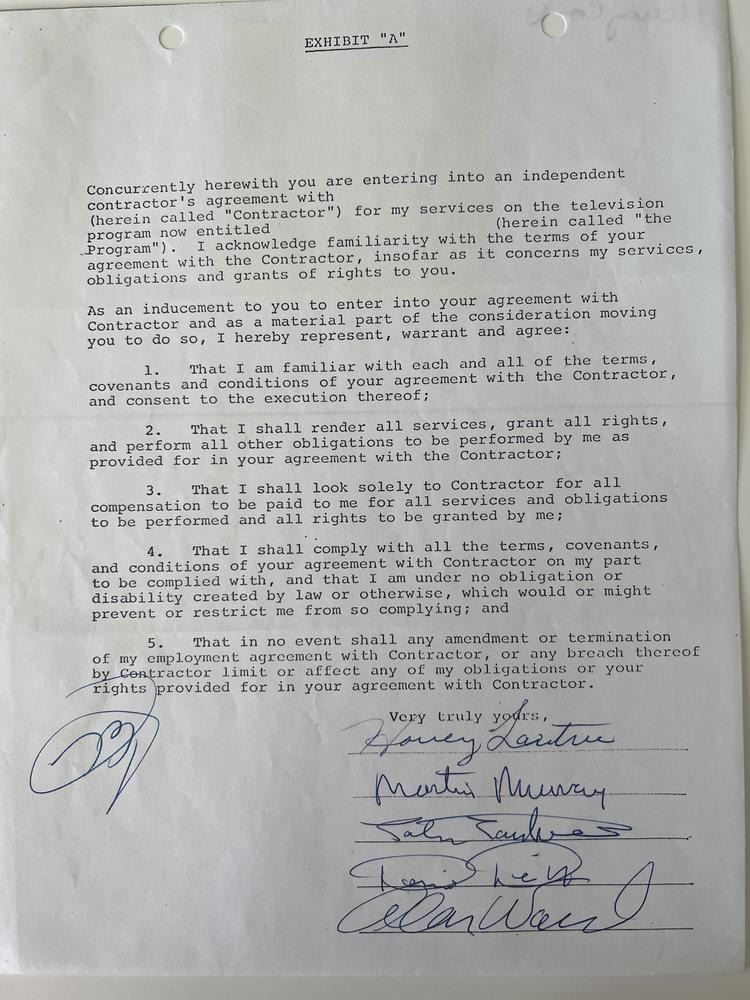 EXHIBIT "A"
Concurrently herewith you are entering into an independent
contractor's agreement with
(herein called "Contractor") for my services on the television
program now entitled (herein called "the
Program"). I acknowledge familiarity with the terms of your
agreement with the Contractor, insofar as it concerns my services,
obligations and grants of rights to you.
As an inducement to you to enter into your agreement with
Contractor and as a material part of the consideration moving
you to do so, I hereby represent, warrant and agree:
1. That I am familiar with each and all of the terms,
covenants and conditions of your agreement with the Contractor,
and consent to the execution thereof;
2. That I shall render all services, grant all rights,
and perform all other obligations to be performed by me as
provided for in your agreement with the Contractor;
3. That I shall look solely to Contractor for all
compensation to be paid to me for all services and obligations
to be performed and all rights to be granted by me;
4. That I shall comply with all the terms, covenants,
and conditions of your agreement with Contractor on my part
to be complied with, and that I am under no obligation or
disability created by law or otherwise, which would or might
prevent or restrict me from so complying; and
5. That in no event shall any amendment or termination
of my employment agreement with Contractor, or any breach thereof
by Contractor limit or affect any of my obligations or your
rights provided for in your agreement with Contractor.
Very truly yours,
Honey Lantree
Martin Murray
Alan Ward